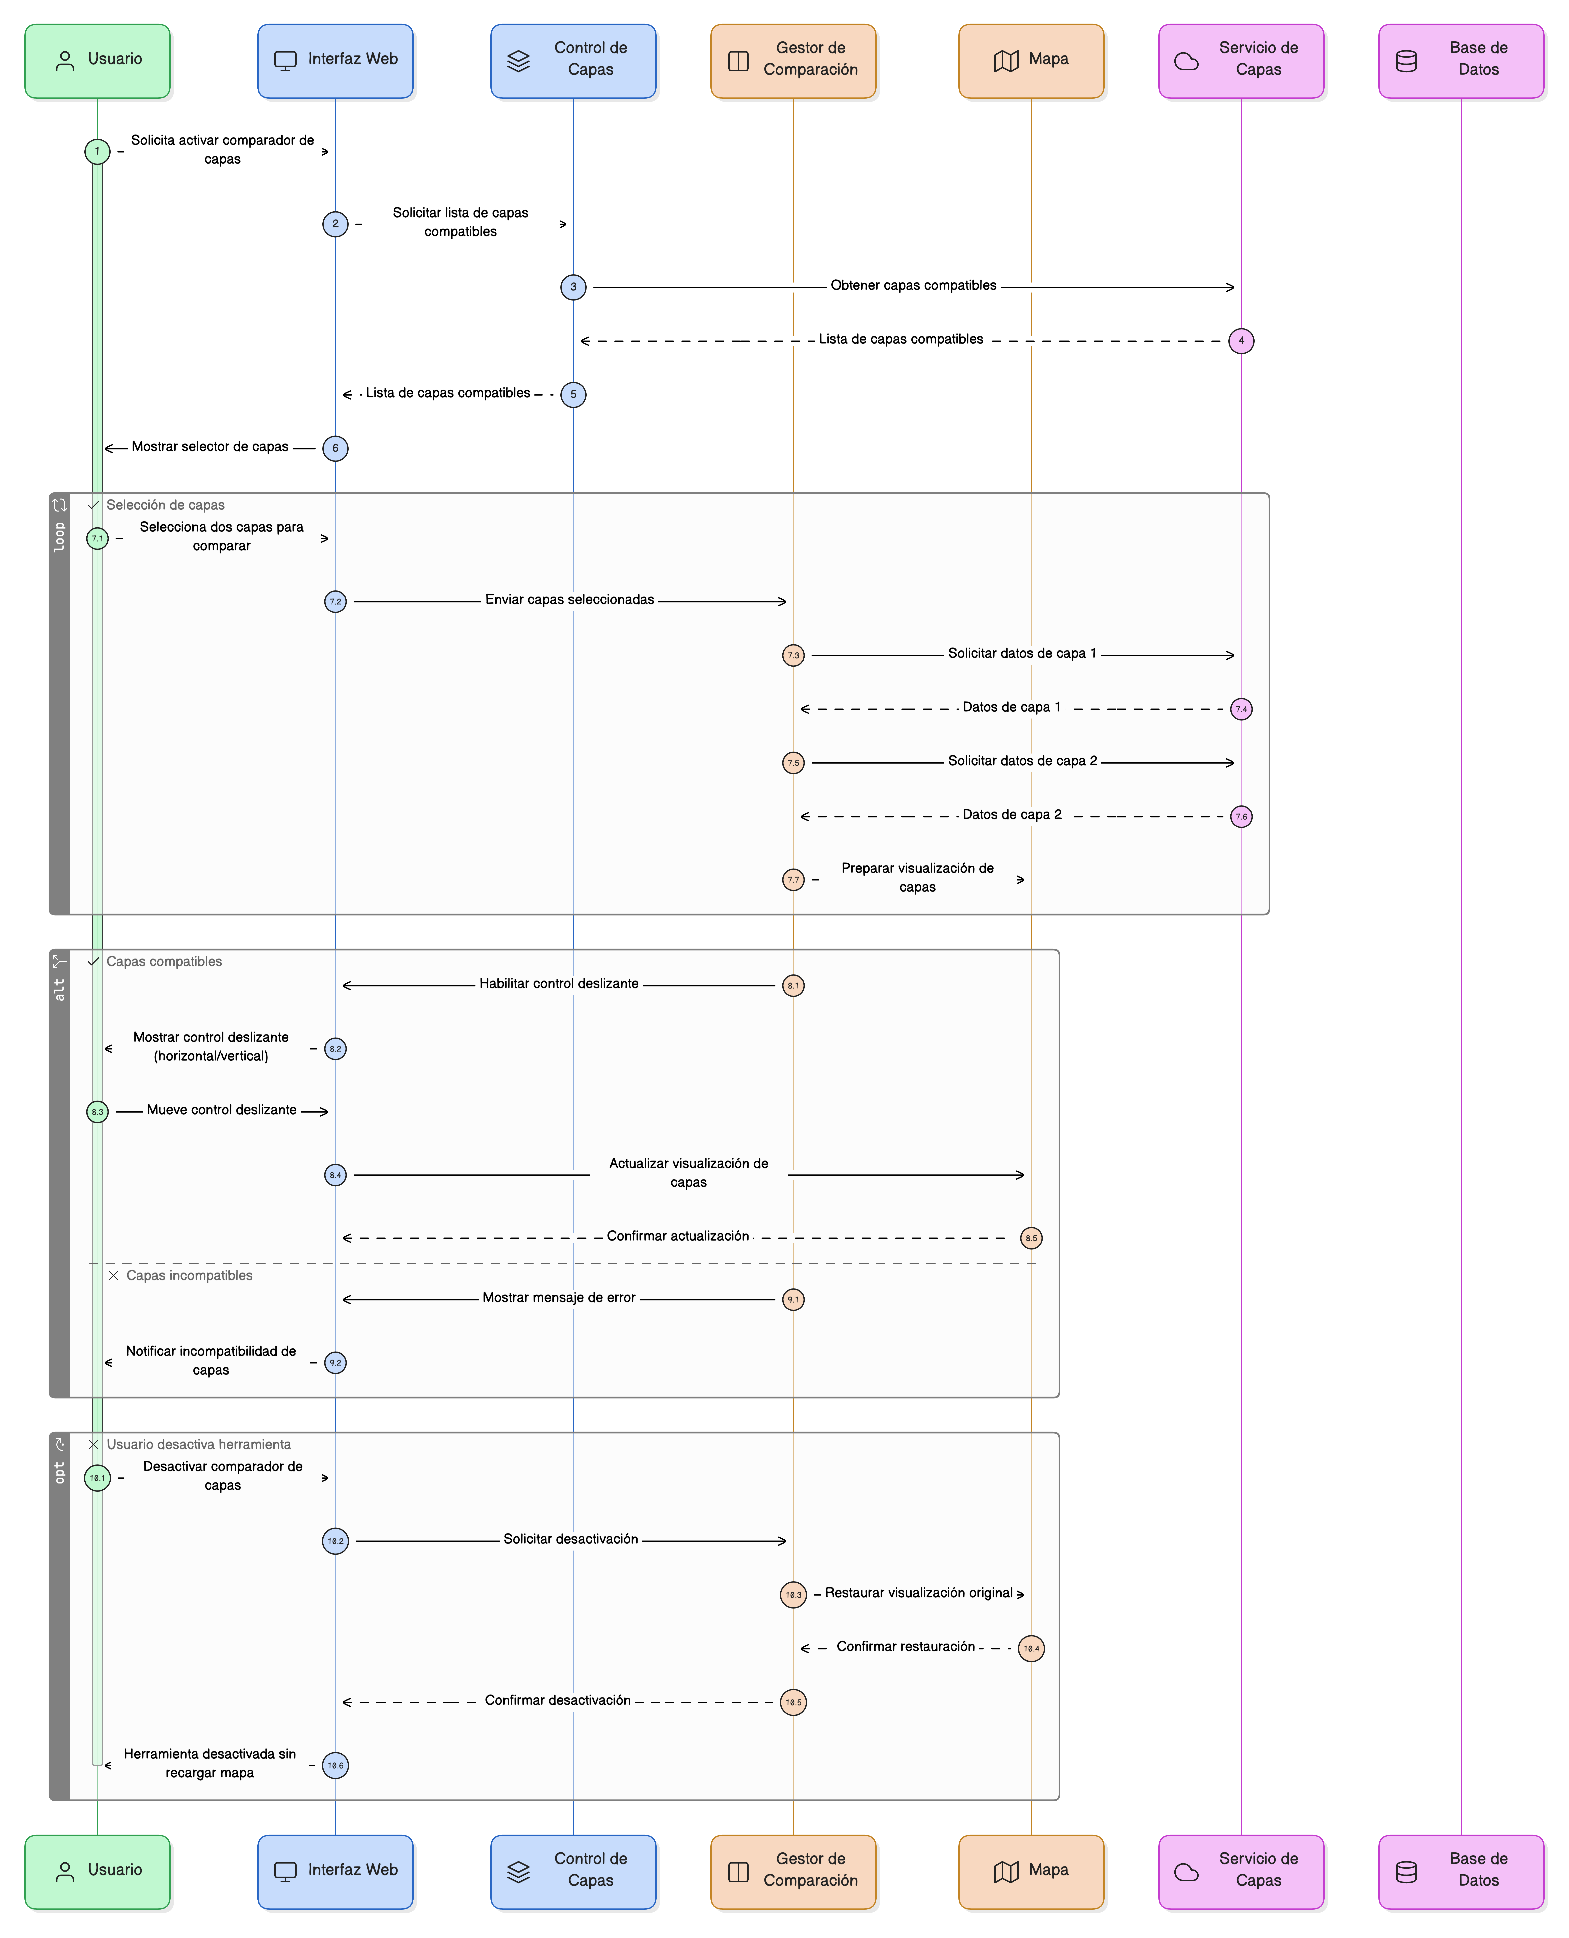 Usuario
Interfaz Web
Control de
Capas
Gestor de
Comparación
Mapa
Servicio de
Capas
Base de
Datos
1
Solicita activar comparador de
capas
2
Solicitar lista de capas
compatibles
3
Obtener capas compatibles
Lista de capas compatibles
4
Lista de capas compatibles
5
Mostrar selector de capas
6
loop
Selección de capas
7.1
Selecciona dos capas para
comparar
7.2
Enviar capas seleccionadas
7.3
Solicitar datos de capa 1
Datos de capa 1
7.4
7.5
Solicitar datos de capa 2
Datos de capa 2
7.6
7.7
Preparar visualización de
capas
alt
Capas compatibles
Habilitar control deslizante
8.1
Mostrar control deslizante
(horizontal/vertical)
8.2
8.3
Mueve control deslizante
8.4
Actualizar visualización de
capas
Confirmar actualización
8.5
Capas incompatibles
Mostrar mensaje de error
9.1
Notificar incompatibilidad de
capas
9.2
opt
Usuario desactiva herramienta
10.1
Desactivar comparador de
capas
10.2
Solicitar desactivación
10.3
Restaurar visualización original
Confirmar restauración
10.4
Confirmar desactivación
10.5
Herramienta desactivada sin
recargar mapa
10.6
Usuario
Interfaz Web
Control de
Capas
Gestor de
Comparación
Mapa
Servicio de
Capas
Base de
Datos